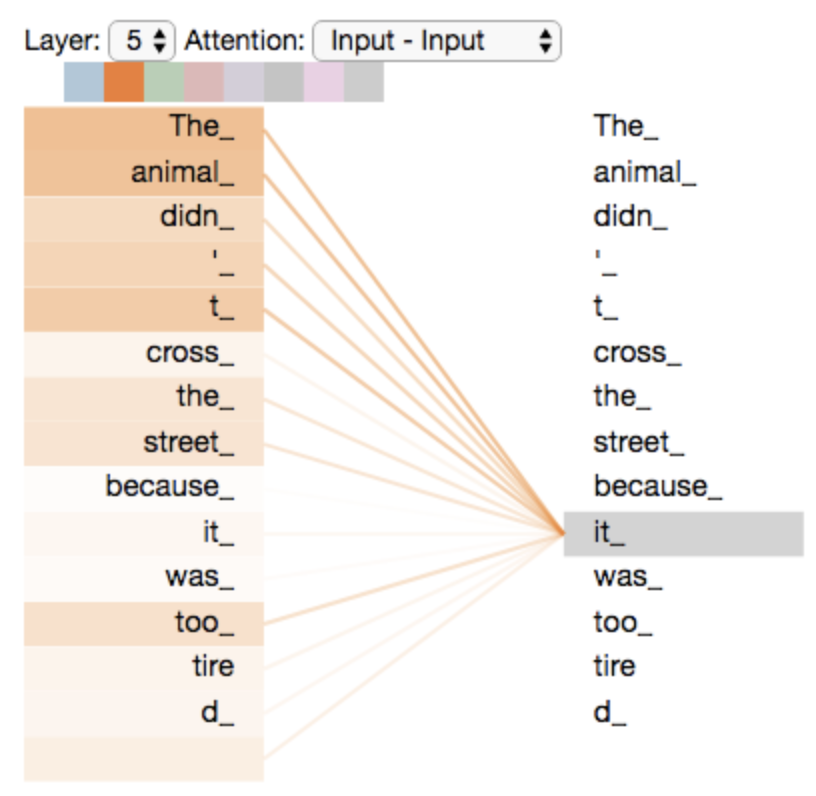 Layer: 5 Attention: Input - Input
The_ The_
animal_ animal_
didn_ didn_
'_ '_
t_ t_
cross_ cross_
the_ the_
street_ street_
because_ because_
it_ it_
was_ was_
too_ too_
tire tire
d_ d_